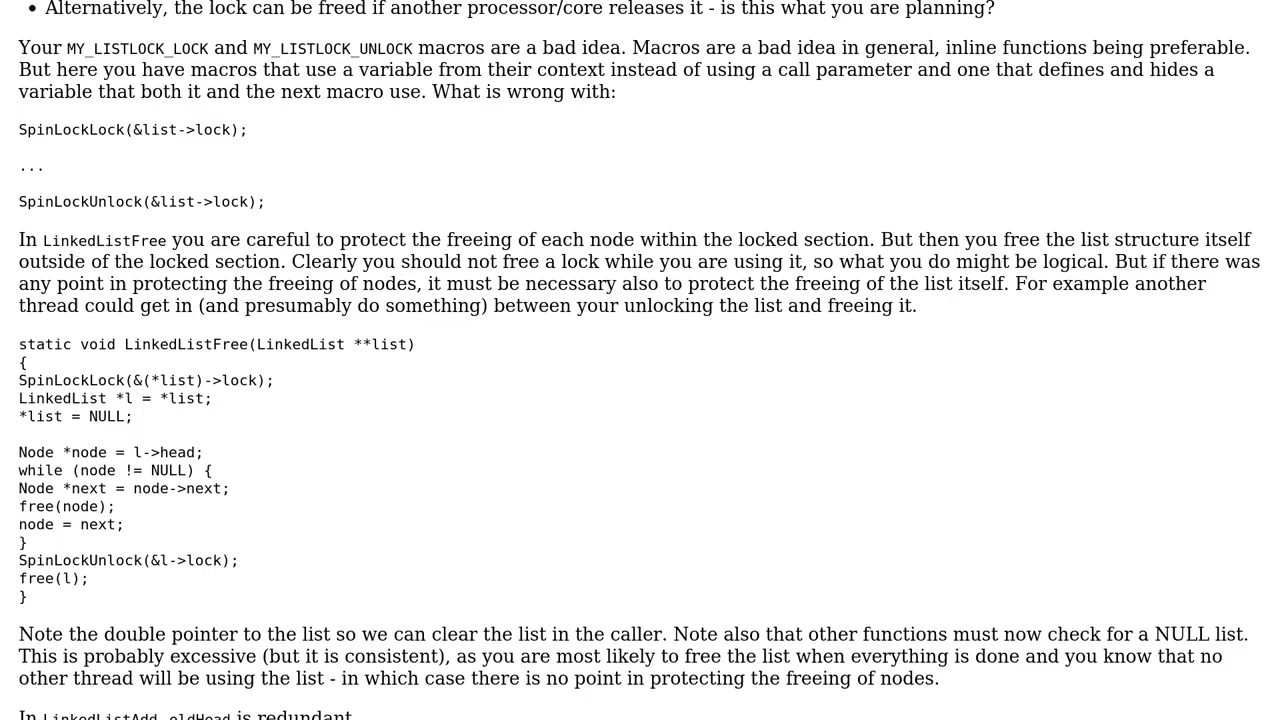 • Alternatively, the lock can be freed if another processor/core releases it - is this what you are planning?
Your MY_LISTLOCK_LOCK and MY_LISTLOCK_UNLOCK macros are a bad idea. Macros are a bad idea in general, inline functions being preferable.
But here you have macros that use a variable from their context instead of using a call parameter and one that defines and hides a
variable that both it and the next macro use. What is wrong with:
SpinLockLock(&list->lock);
...
SpinLockUnlock(&list->lock);
In LinkedListFree you are careful to protect the freeing of each node within the locked section. But then you free the list structure itself
outside of the locked section. Clearly you should not free a lock while you are using it, so what you do might be logical. But if there was
any point in protecting the freeing of nodes, it must be necessary also to protect the freeing of the list itself. For example another
thread could get in (and presumably do something) between your unlocking the list and freeing it.
static void LinkedListFree(LinkedList **list)
{
SpinLockLock(&(*list)->lock);
LinkedList *l = *list;
*list = NULL;
Node *node = l->head;
while (node != NULL) {
Node *next = node->next;
free(node);
node = next;
}
SpinLockUnlock(&l->lock);
free(l);
}
Note the double pointer to the list so we can clear the list in the caller. Note also that other functions must now check for a NULL list.
This is probably excessive (but it is consistent), as you are most likely to free the list when everything is done and you know that no
other thread will be using the list - in which case there is no point in protecting the freeing of nodes.
In LinkedListAdd, oldHead is redundant